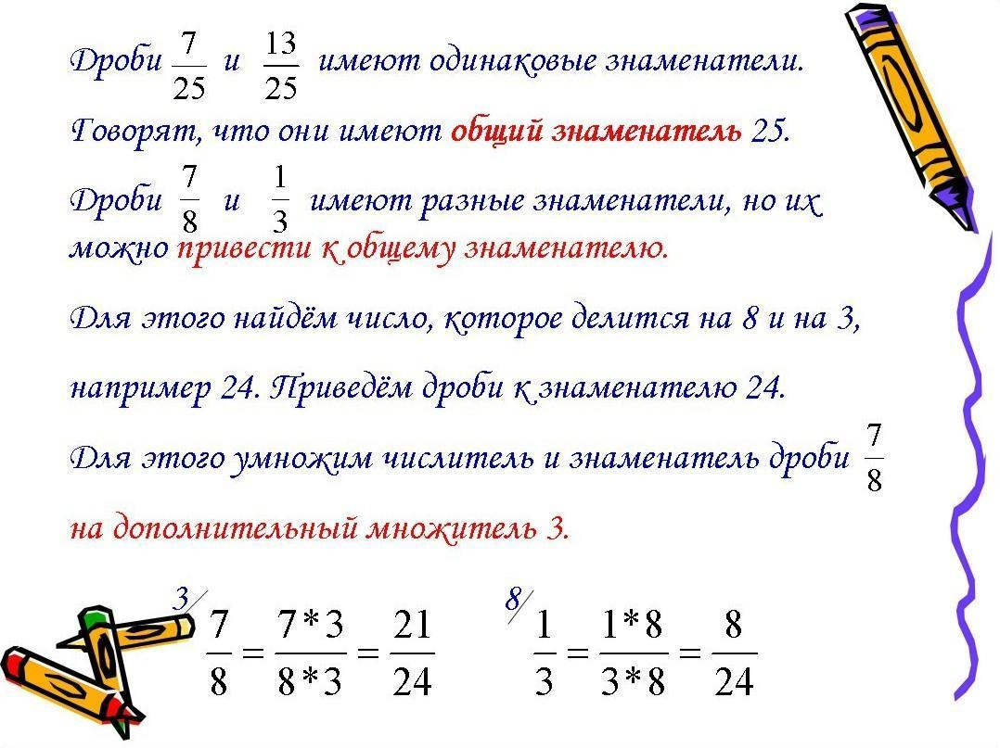 Дроби 7/25 и 13/25 имеют одинаковые знаменатели.
Говорят, что они имеют общий знаменатель 25.
Дроби 7/8 и 1/3 имеют разные знаменатели, но их
можно привести к общему знаменателю.
Для этого найдём число, которое делится на 8 и на 3,
например 24. Приведём дроби к знаменателю 24.
Для этого умножим числитель и знаменатель дроби 7/8
на дополнительный множитель 3.
3/ 7/8 = 7*3/8*3 = 21/24 8/ 1/3 = 1*8/3*8 = 8/24